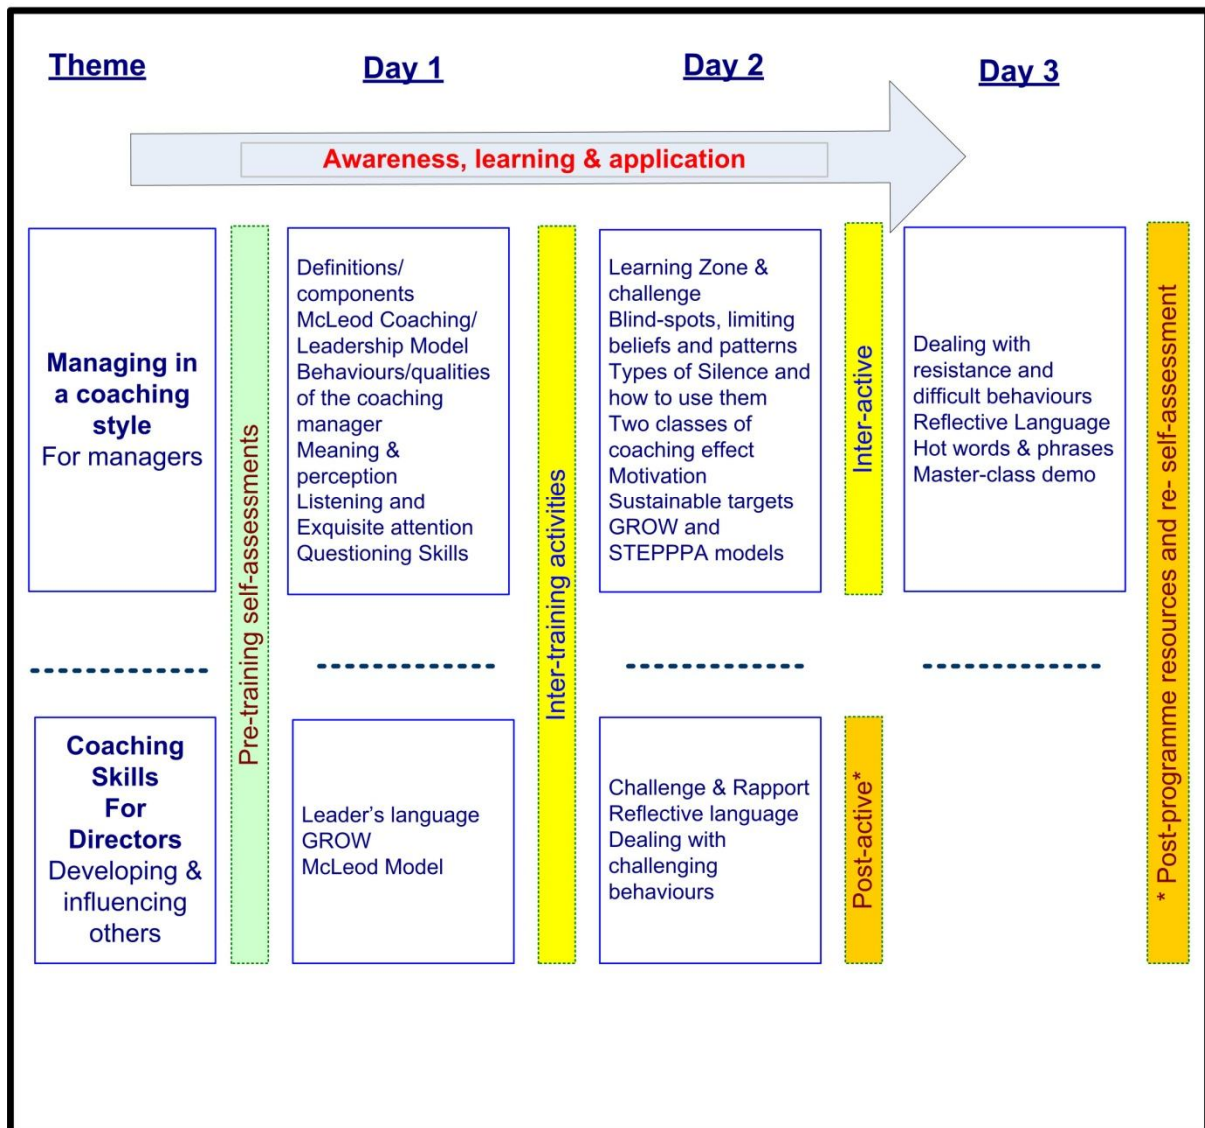 Theme
Day 1
Day 2
Day 3
Awareness, learning & application
Managing in
a coaching
style
For managers
Pre-training self-assessments
Definitions/
components
McLeod Coaching/
Leadership Model
Behaviours/qualities
of the coaching
manager
Meaning &
perception
Listening and
Exquisite attention
Questioning Skills
Inter-training activities
Learning Zone &
challenge
Blind-spots, limiting
beliefs and patterns
Types of Silence and
how to use them
Two classes of
coaching effect
Motivation
Sustainable targets
GROW and
STEPPPA models
Inter-active
Dealing with
resistance and
difficult behaviours
Reflective Language
Hot words & phrases
Master-class demo
* Post-programme resources and re- self-assessment
Coaching
Skills
For
Directors
Developing &
influencing
others
Leader's language
GROW
McLeod Model
Challenge & Rapport
Reflective language
Dealing with
challenging
behaviours
Post-active*